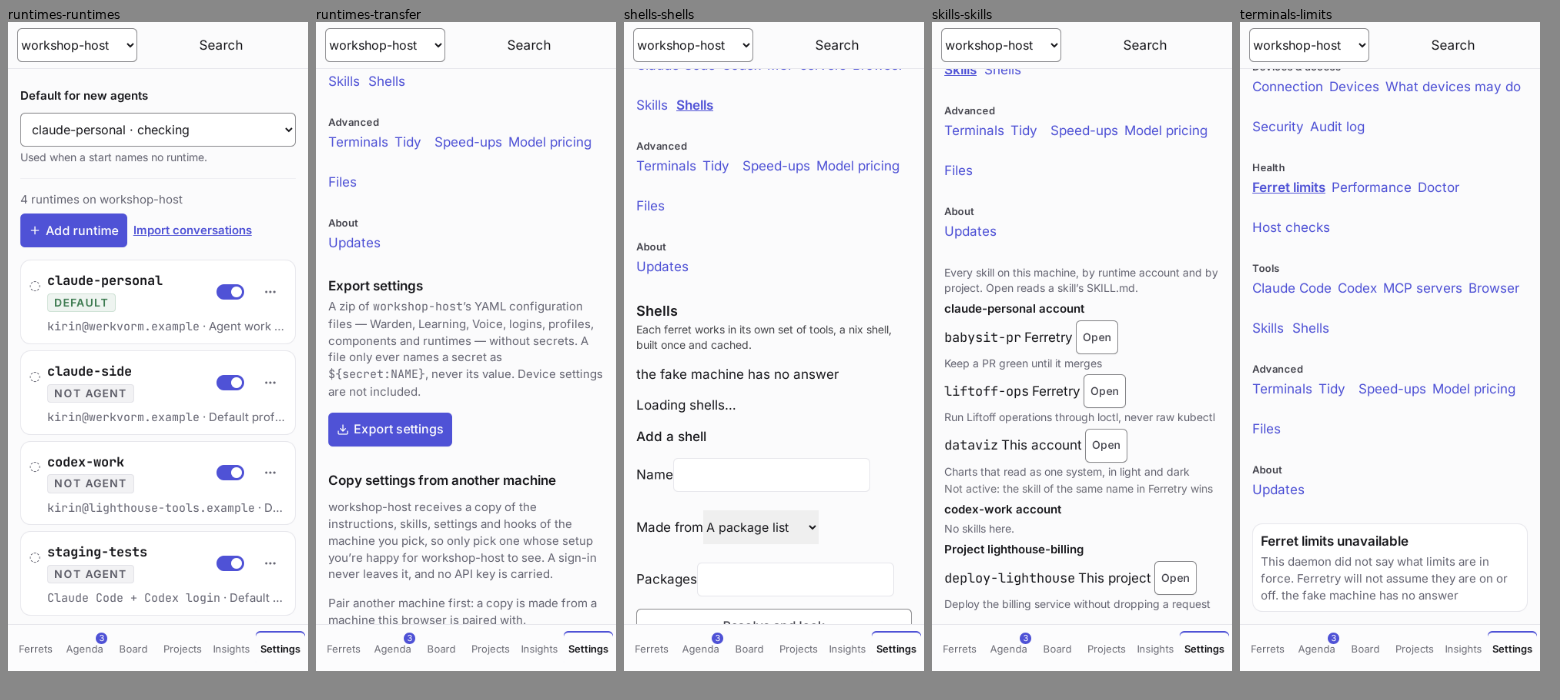 runtimes-runtimes
workshop-host
Search
Default for new agents
claude-personal · checking
Used when a start names no runtime.
4 runtimes on workshop-host
+ Add runtime Import conversations
claude-personal
DEFAULT
kirin@werkvorm.example · Agent work ...
claude-side
NOT AGENT
kirin@werkvorm.example · Default prof...
codex-work
NOT AGENT
kirin@lighthouse-tools.example · D...
staging-tests
NOT AGENT
Claude Code + Codex login · Default ...
3
Ferrets Agenda Board Projects Insights Settings
runtimes-transfer
workshop-host
Search
Skills Shells
Advanced
Terminals Tidy Speed-ups Model pricing
Files
About
Updates
Export settings
A zip of workshop-host's YAML configuration
files — Warden, Learning, Voice, logins, profiles,
components and runtimes — without secrets. A
file only ever names a secret as
${secret:NAME}, never its value. Device settings
are not included.
Export settings
Copy settings from another machine
workshop-host receives a copy of the
instructions, skills, settings and hooks of the
machine you pick, so only pick one whose setup
you're happy for workshop-host to see. A sign-in
never leaves it, and no API key is carried.
Pair another machine first: a copy is made from a
machine this browser is paired with.
3
Ferrets Agenda Board Projects Insights Settings
shells-shells
workshop-host
Search
Skills Shells
Advanced
Terminals Tidy Speed-ups Model pricing
Files
About
Updates
Shells
Each ferret works in its own set of tools, a nix shell,
built once and cached.
the fake machine has no answer
Loading shells...
Add a shell
Name
Made from A package list
Packages
3
Ferrets Agenda Board Projects Insights Settings
skills-skills
workshop-host
Search
Skills Shells
Advanced
Terminals Tidy Speed-ups Model pricing
Files
About
Updates
Every skill on this machine, by runtime account and by
project. Open reads a skill's SKILL.md.
claude-personal account
babysit-pr Ferretry Open
Keep a PR green until it merges
liftoff-ops Ferretry Open
Run Liftoff operations through loctl, never raw kubectl
dataviz This account Open
Charts that read as one system, in light and dark
Not active: the skill of the same name in Ferretry wins
codex-work account
No skills here.
Project lighthouse-billing
deploy-lighthouse This project Open
Deploy the billing service without dropping a request
3
Ferrets Agenda Board Projects Insights Settings
terminals-limits
workshop-host
Search
Connection Devices What devices may do
Security Audit log
Health
Ferret limits Performance Doctor
Host checks
Tools
Claude Code Codex MCP servers Browser
Skills Shells
Advanced
Terminals Tidy Speed-ups Model pricing
Files
About
Updates
Ferret limits unavailable
This daemon did not say what limits are in
force. Ferretry will not assume they are on or
off. the fake machine has no answer
3
Ferrets Agenda Board Projects Insights Settings